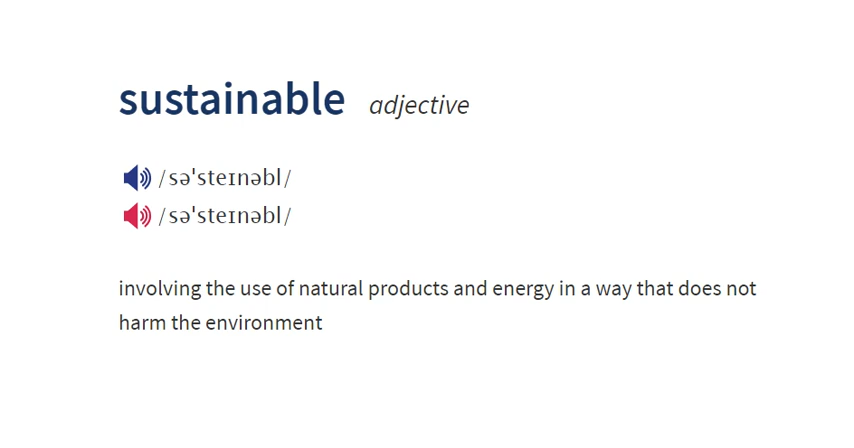 sustainable adjective
/səˈsteɪnəbl/
/səˈsteɪnəbl/
involving the use of natural products and energy in a way that does not
harm the environment